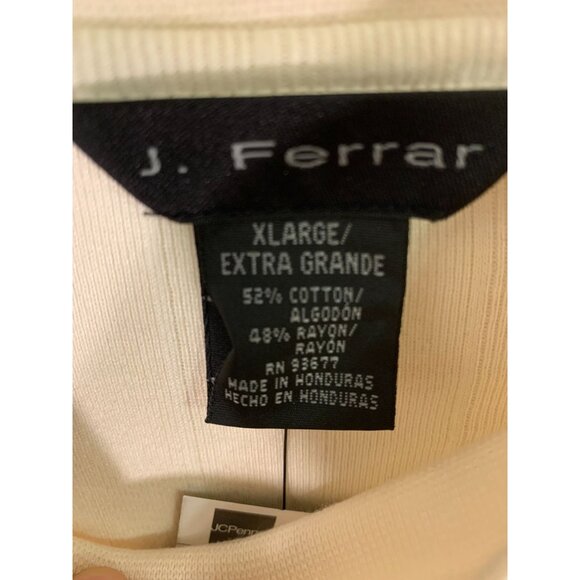 J. Ferrar
XLARGE/
EXTRA GRANDE
52% COTTON/
ALGODÓN
48% RAYON/
RAYÓN
RN 93677
MADE IN HONDURAS
HECHO EN HONDURAS